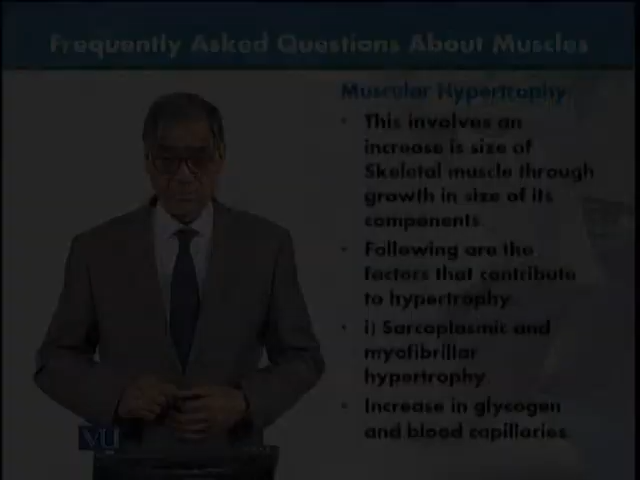 Frequently Asked Questions About Muscles
Muscular Hypertrophy
• This involves an
increase is size of
Skeletal muscle through
growth in size of its
components.
• Following are the
factors that contribute
to hypertrophy.
• i) Sarcoplasmic and
myofibrillar
hypertrophy.
• Increase in glycogen
and blood capillaries.
VU